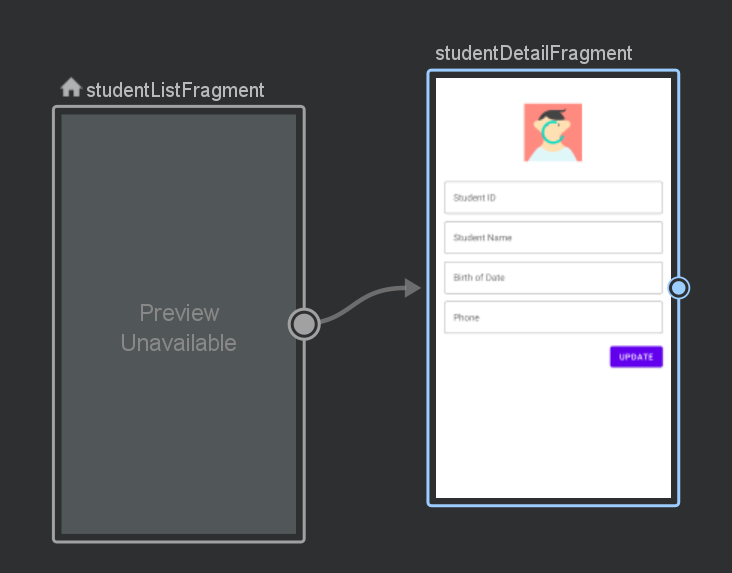 studentListFragment
Preview
Unavailable
studentDetailFragment
Student ID
Student Name
Birth of Date
Phone
UPDATE